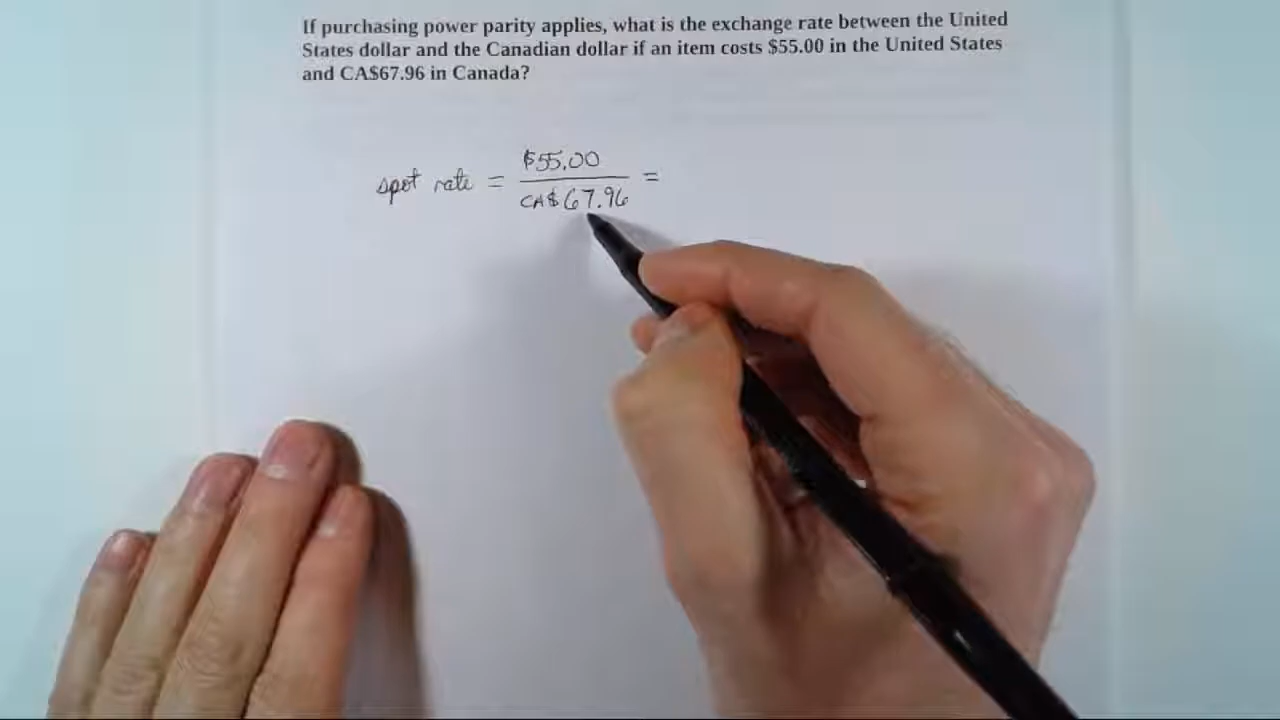 If purchasing power parity applies, what is the exchange rate between the United
States dollar and the Canadian dollar if an item costs $55.00 in the United States
and CA$67.96 in Canada?
spot rate = $55.00 / CA$67.96 =